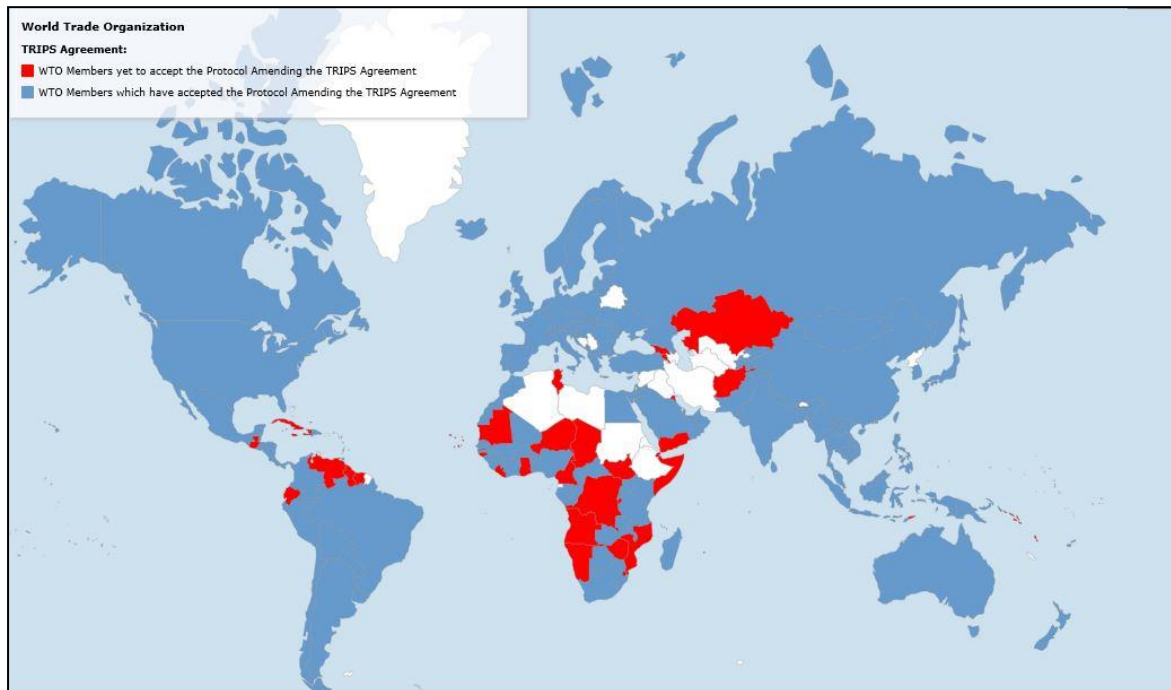 World Trade Organization
TRIPS Agreement:
WTO Members yet to accept the Protocol Amending the TRIPS Agreement
WTO Members which have accepted the Protocol Amending the TRIPS Agreement